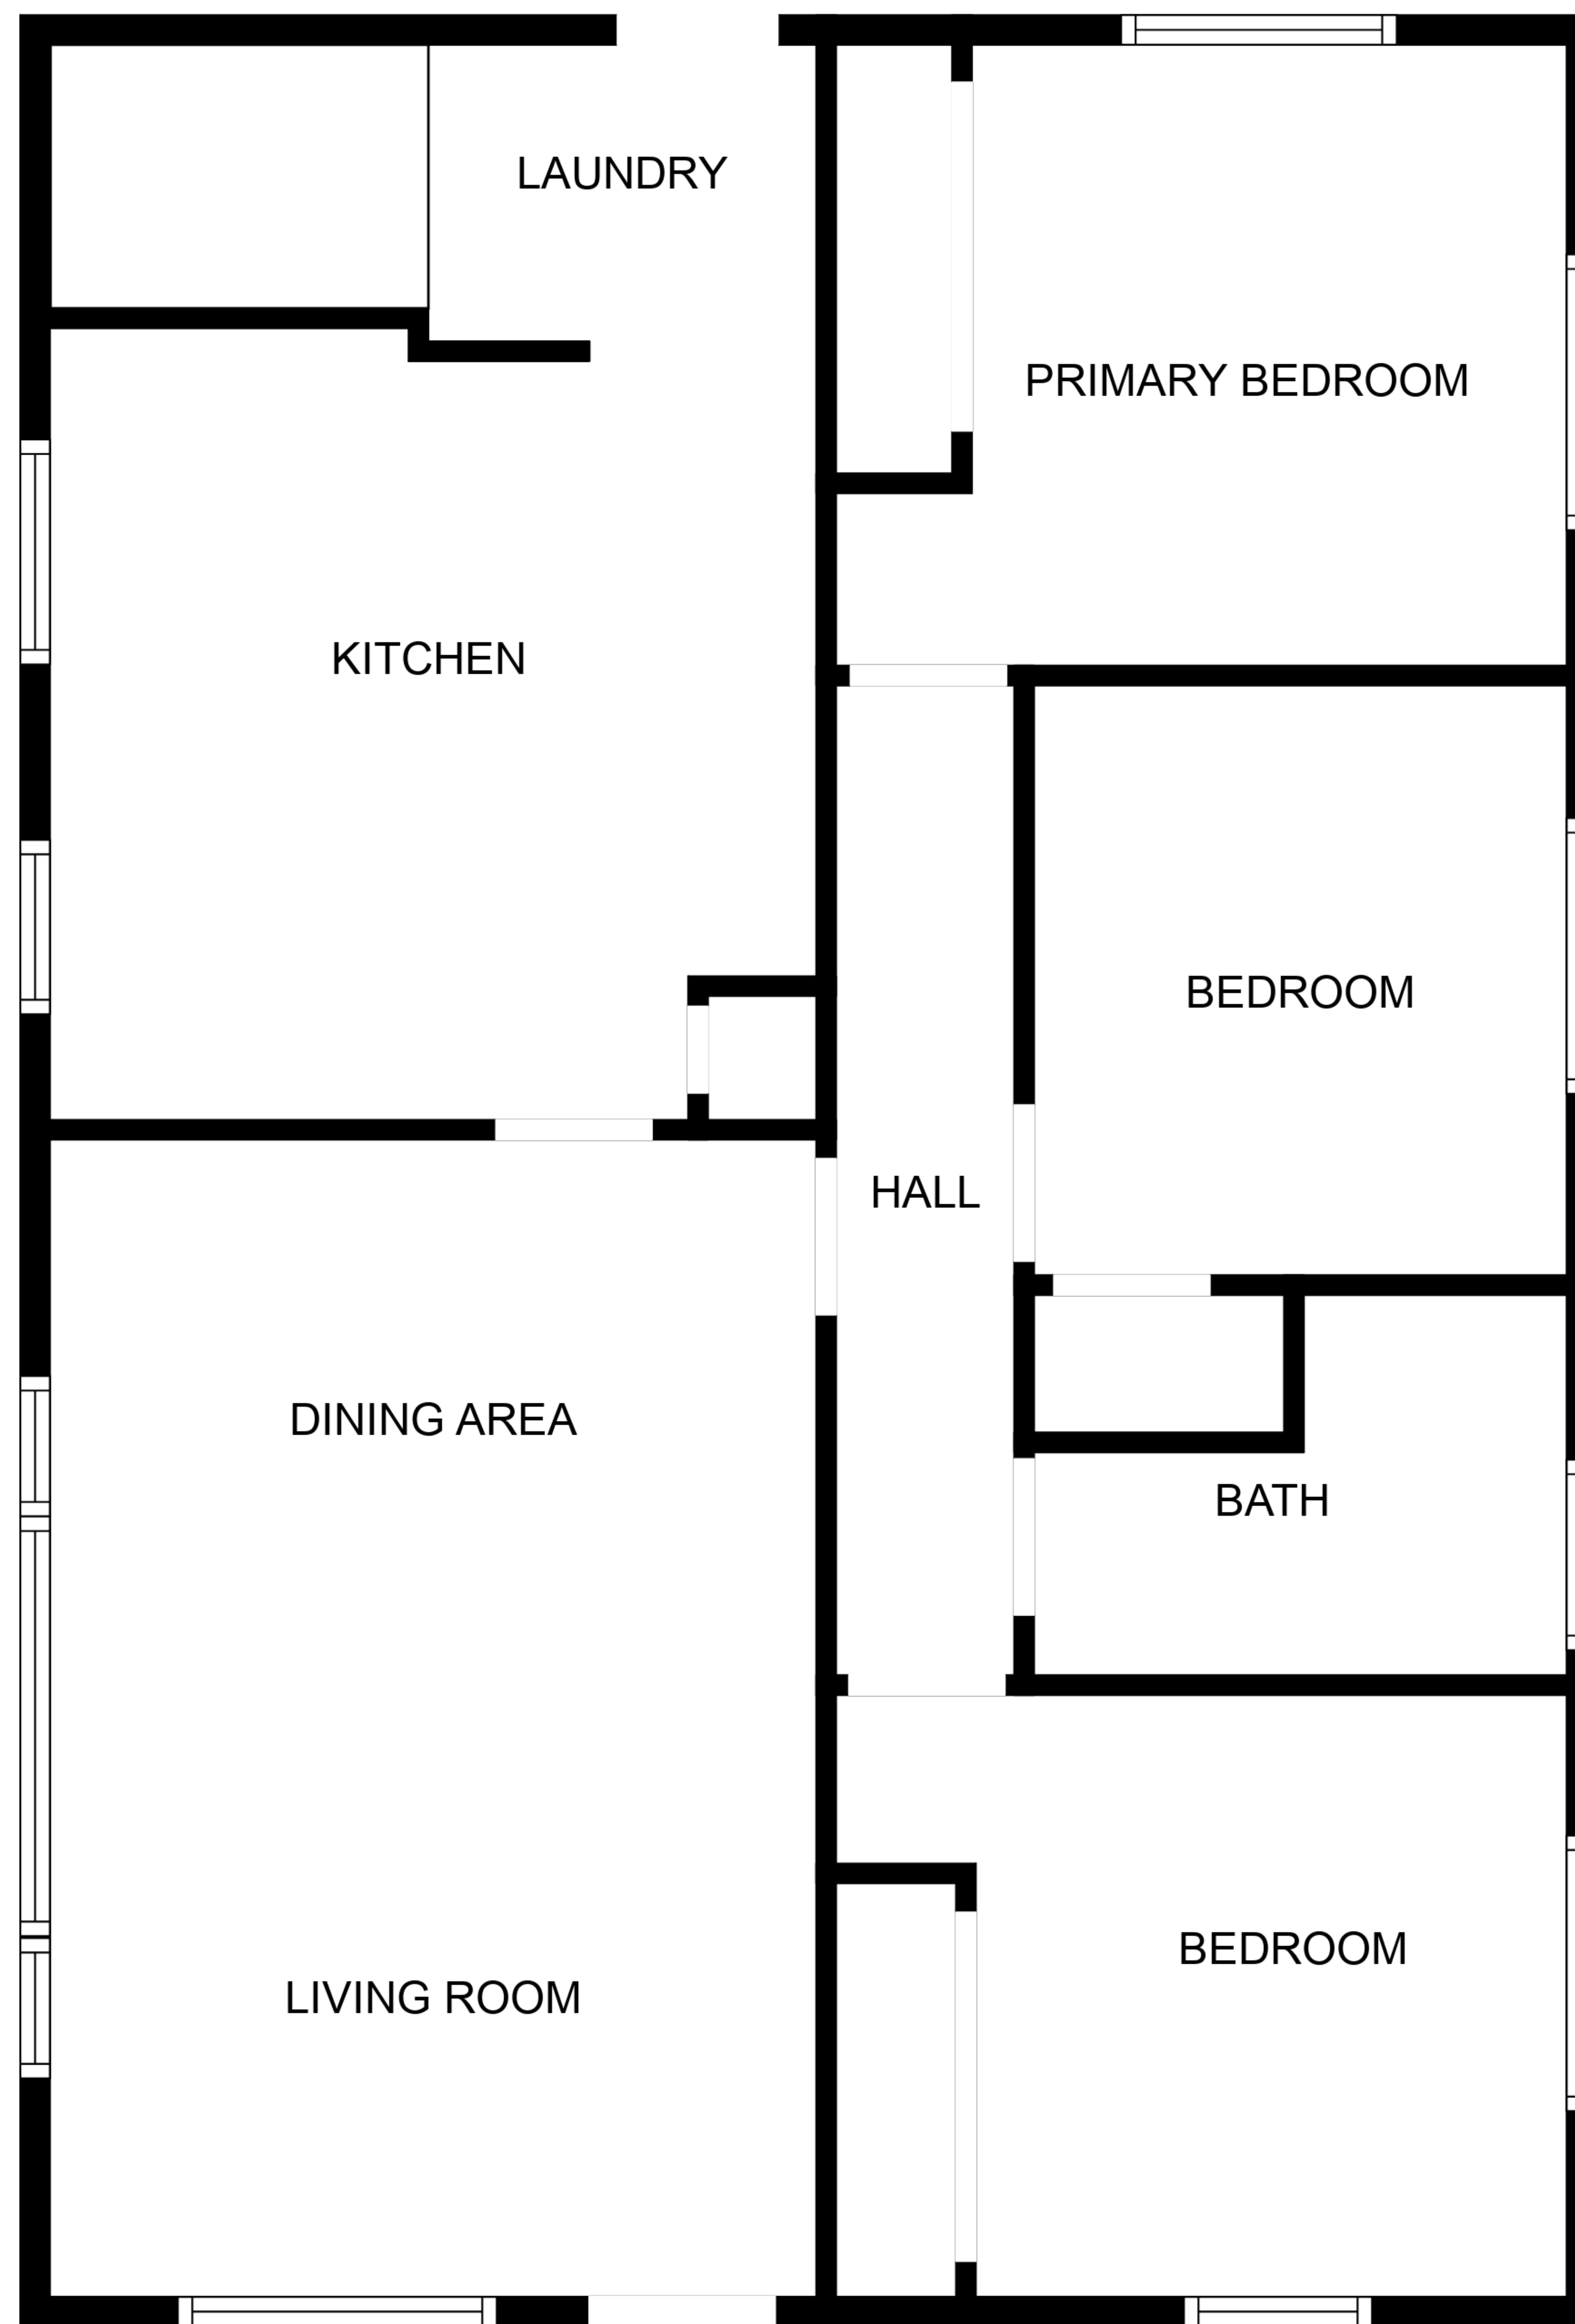 LAUNDRY
PRIMARY BEDROOM
KITCHEN
BEDROOM
HALL
DINING AREA
BATH
BEDROOM
LIVING ROOM